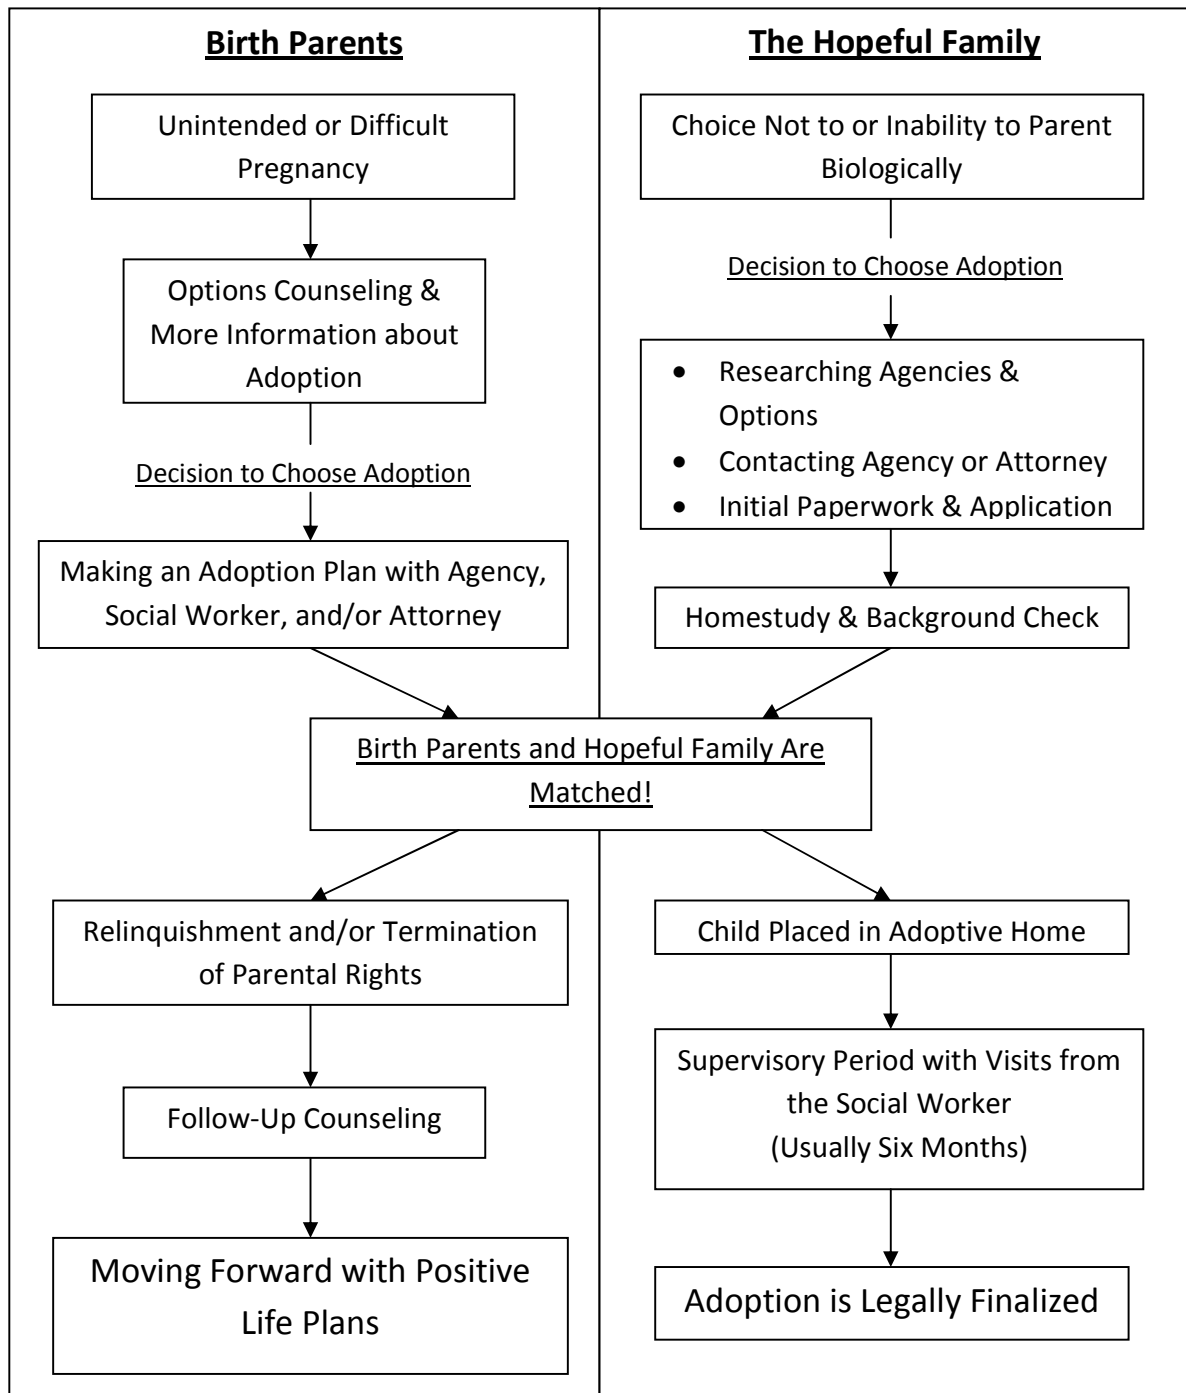 Birth Parents
Unintended or Difficult
Pregnancy
Options Counseling &
More Information about
Adoption
Decision to Choose Adoption
Making an Adoption Plan with Agency,
Social Worker, and/or Attorney
The Hopeful Family
Choice Not to or Inability to Parent
Biologically
Decision to Choose Adoption
• Researching Agencies &
Options
• Contacting Agency or Attorney
• Initial Paperwork & Application
Homestudy & Background Check
Birth Parents and Hopeful Family Are
Matched!
Relinquishment and/or Termination
of Parental Rights
Follow-Up Counseling
Moving Forward with Positive
Life Plans
Child Placed in Adoptive Home
Supervisory Period with Visits from
the Social Worker
(Usually Six Months)
Adoption is Legally Finalized